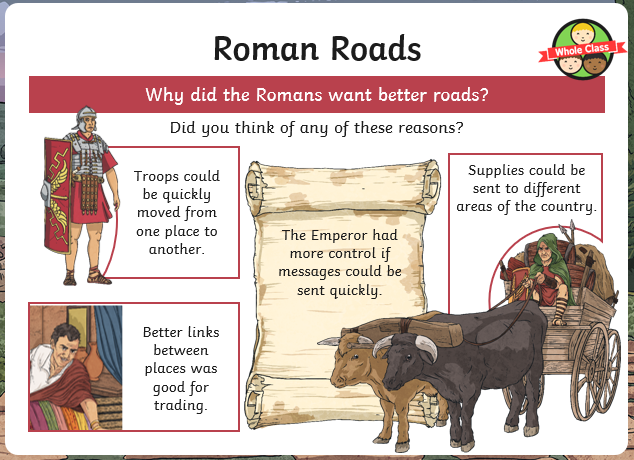 Roman Roads
Whole Class
Why did the Romans want better roads?
Did you think of any of these reasons?
Troops could
be quickly
moved from
one place to
another.
The Emperor had
more control if
messages could be
sent quickly.
Supplies could be
sent to different
areas of the country.
Better links
between
places was
good for
trading.